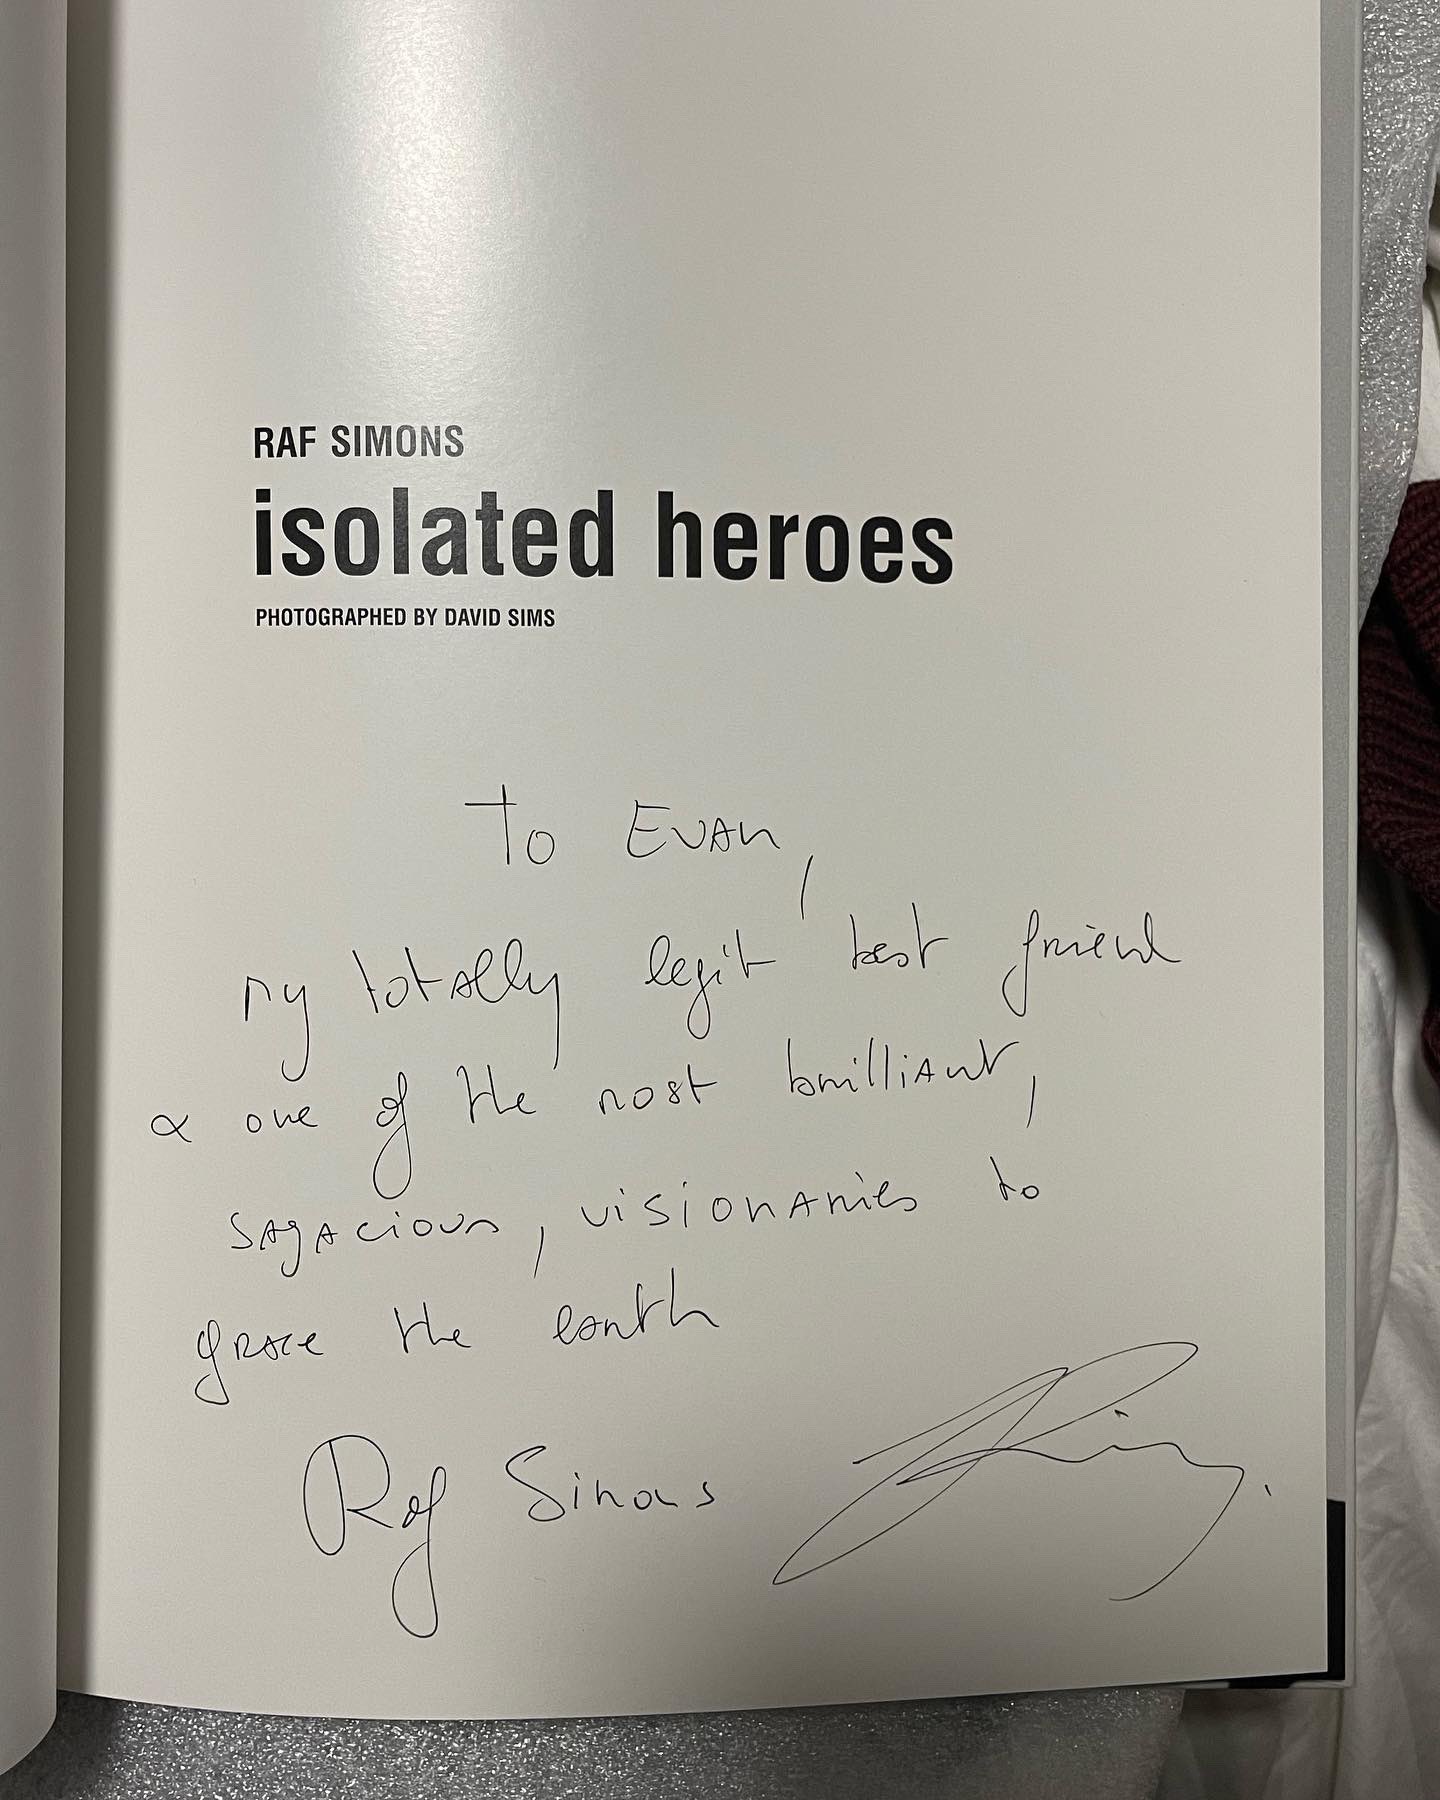 RAF SIMONS
isolated heroes
PHOTOGRAPHED BY DAVID SIMS
To Evan,
my totally legit best friend
& one of the most brilliant,
sagacious, visionaries to
grace the earth
Raf Simons